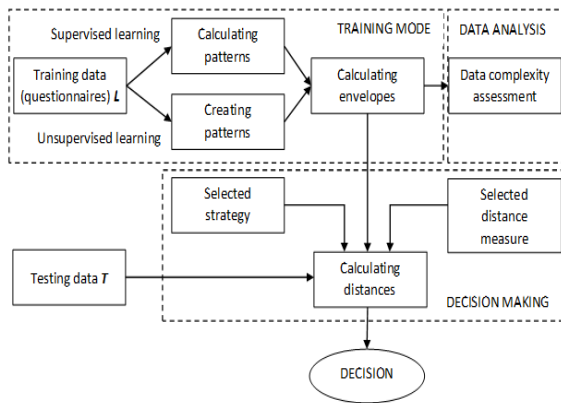 Supervised learning
Calculating
patterns
TRAINING MODE
DATA ANALYSIS
Training data
(questionnaires) L
Calculating
envelopes
Data complexity
assessment
Creating
patterns
Unsupervised learning
Selected
strategy
Selected
distance
measure
Testing data T
Calculating
distances
DECISION MAKING
DECISION